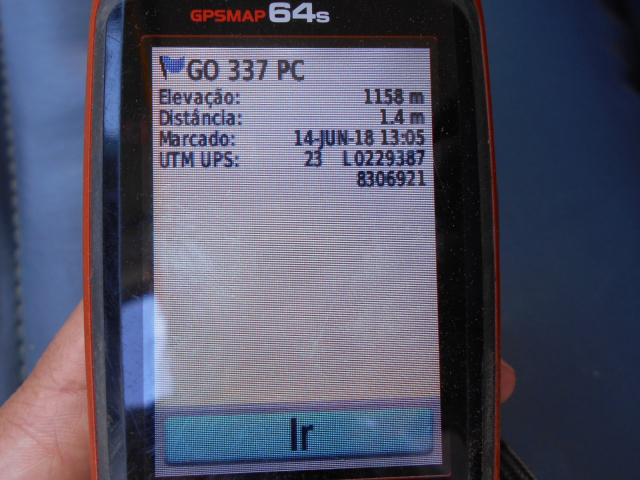 GPSMAP 64s
GO 337 PC
Elevação: 1158 m
Distância: 1.4 m
Marcado: 14-JUN-18 13:05
UTM UPS: 23 L0229387
8306921
Ir